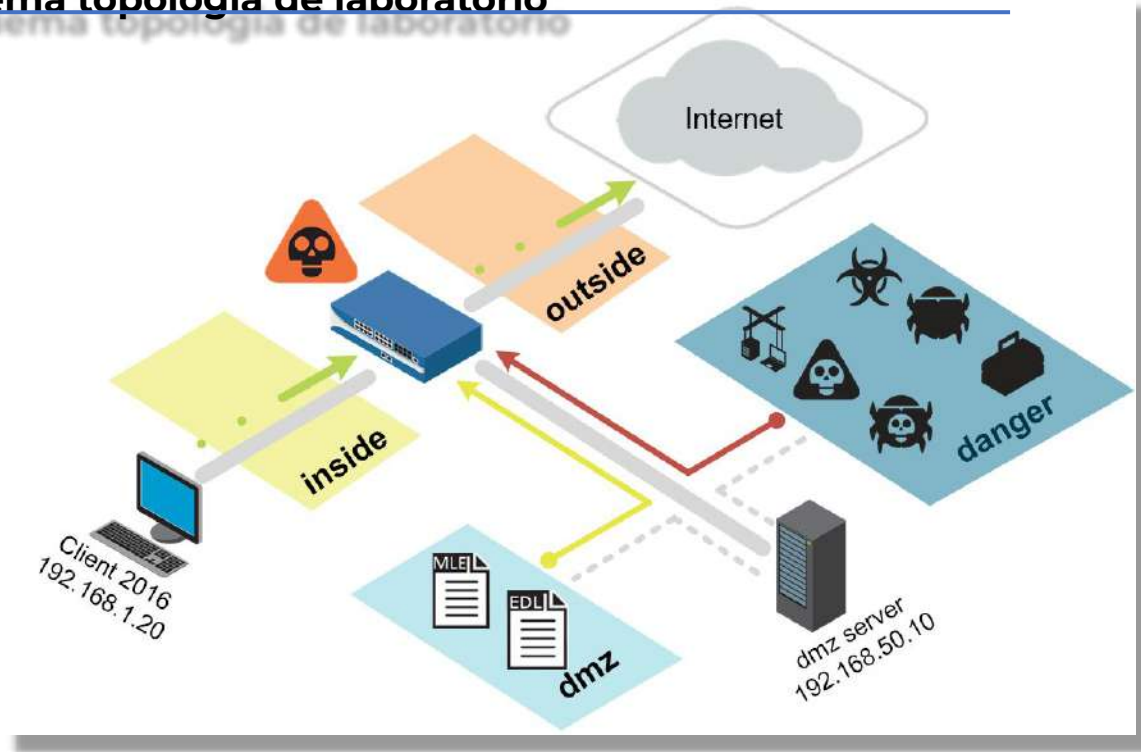 ema topología de laboratorio
Internet
outside
inside
danger
Client 2016
192.168.1.20
MLE
EDL
dmz
dmz server
192.168.50.10